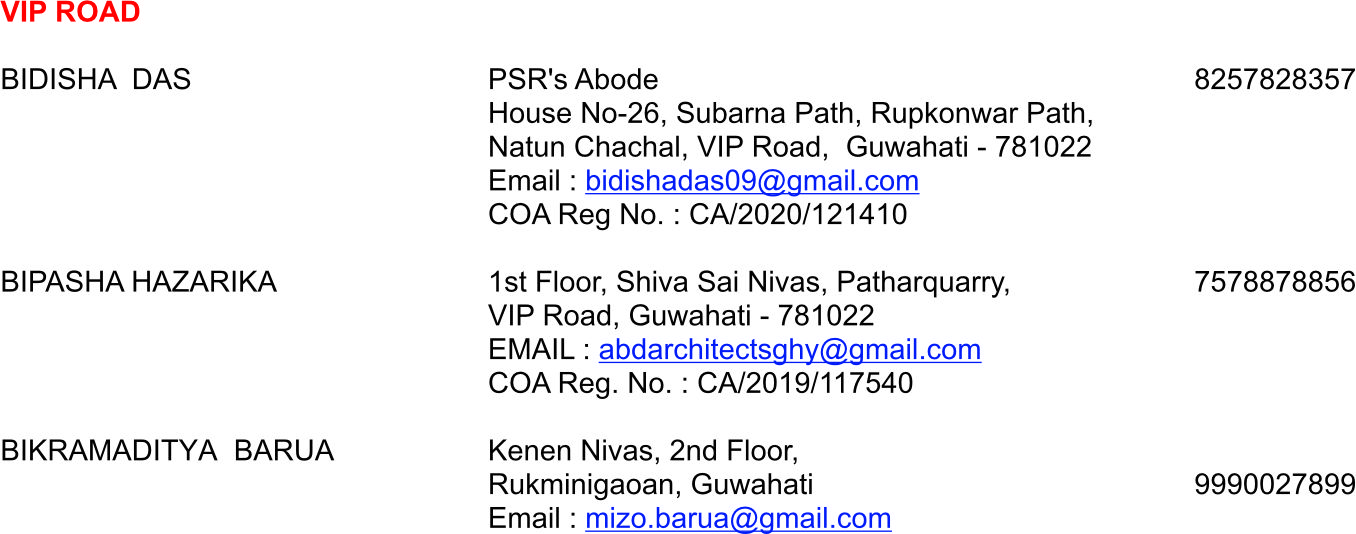 VIP ROAD
BIDISHA  DAS PSR's Abode 8257828357
House No-26, Subarna Path, Rupkonwar Path,
Natun Chachal, VIP Road,  Guwahati - 781022
Email : bidishadas09@gmail.com
COA Reg No. : CA/2020/121410
BIPASHA HAZARIKA 1st Floor, Shiva Sai Nivas, Patharquarry, 7578878856
VIP Road, Guwahati - 781022
EMAIL : abdarchitectsghy@gmail.com
COA Reg. No. : CA/2019/117540
BIKRAMADITYA  BARUA Kenen Nivas, 2nd Floor,
Rukminigaoan, Guwahati 9990027899
Email : mizo.barua@gmail.com